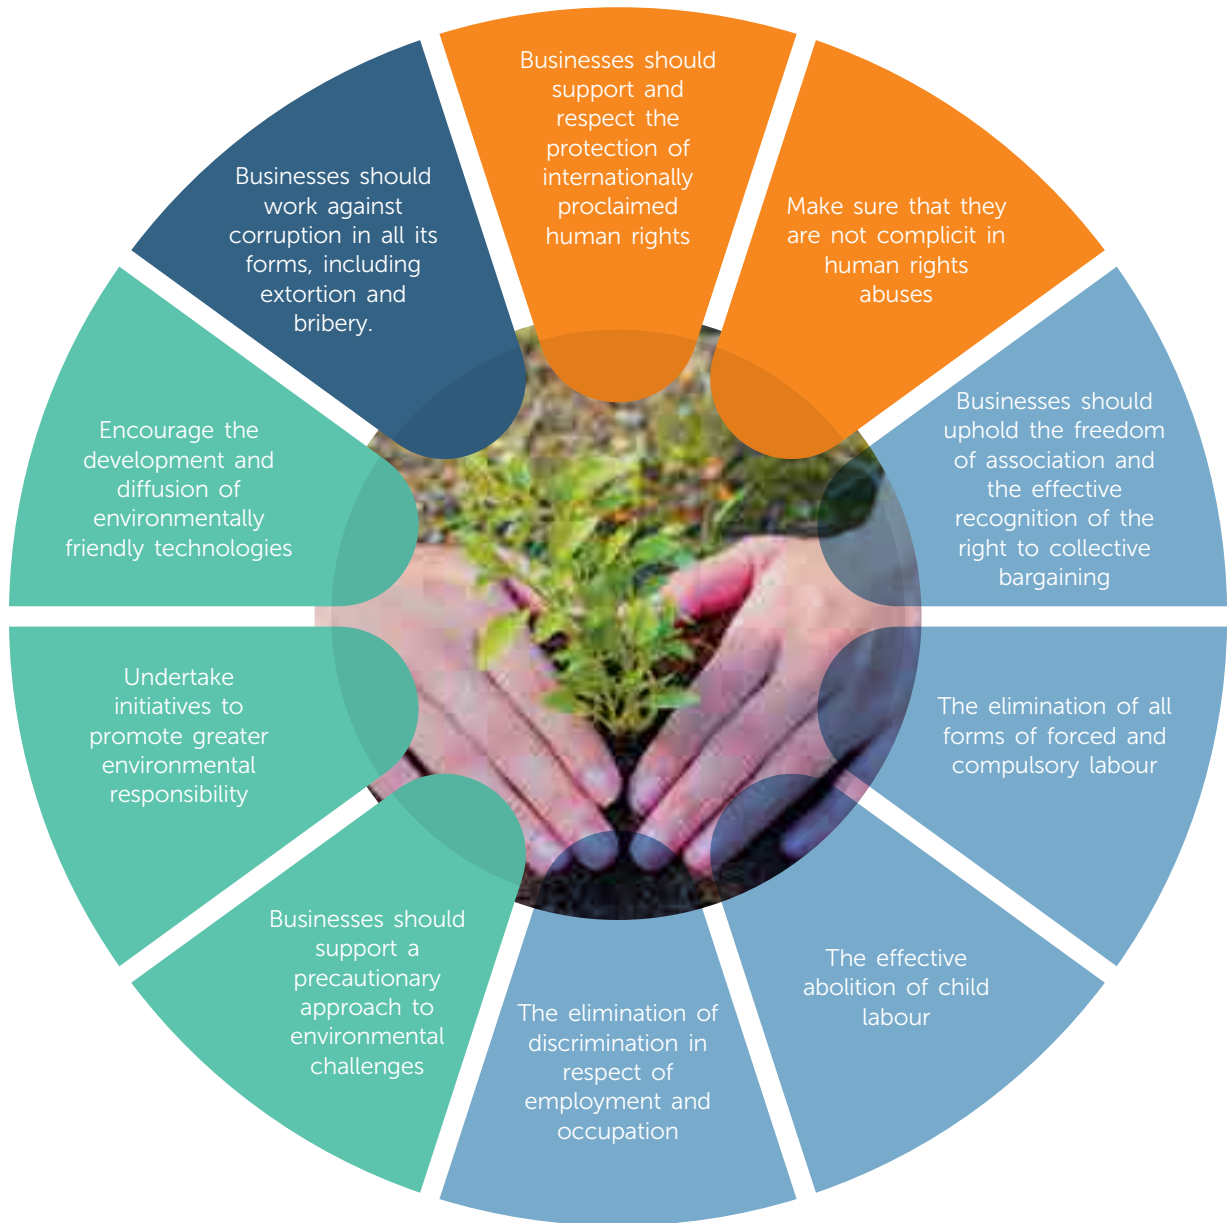 Businesses should
support and
respect the
protection of
internationally
proclaimed
human rights
Make sure that they
are not complicit in
human rights
abuses
Businesses should
uphold the freedom
of association and
the effective
recognition of the
right to collective
bargaining
The elimination of all
forms of forced and
compulsory labour
The effective
abolition of child
labour
The elimination of
discrimination in
respect of
employment and
occupation
Businesses should
support a
precautionary
approach to
environmental
challenges
Undertake
initiatives to
promote greater
environmental
responsibility
Encourage the
development and
diffusion of
environmentally
friendly technologies
Businesses should
work against
corruption in all its
forms, including
extortion and
bribery.